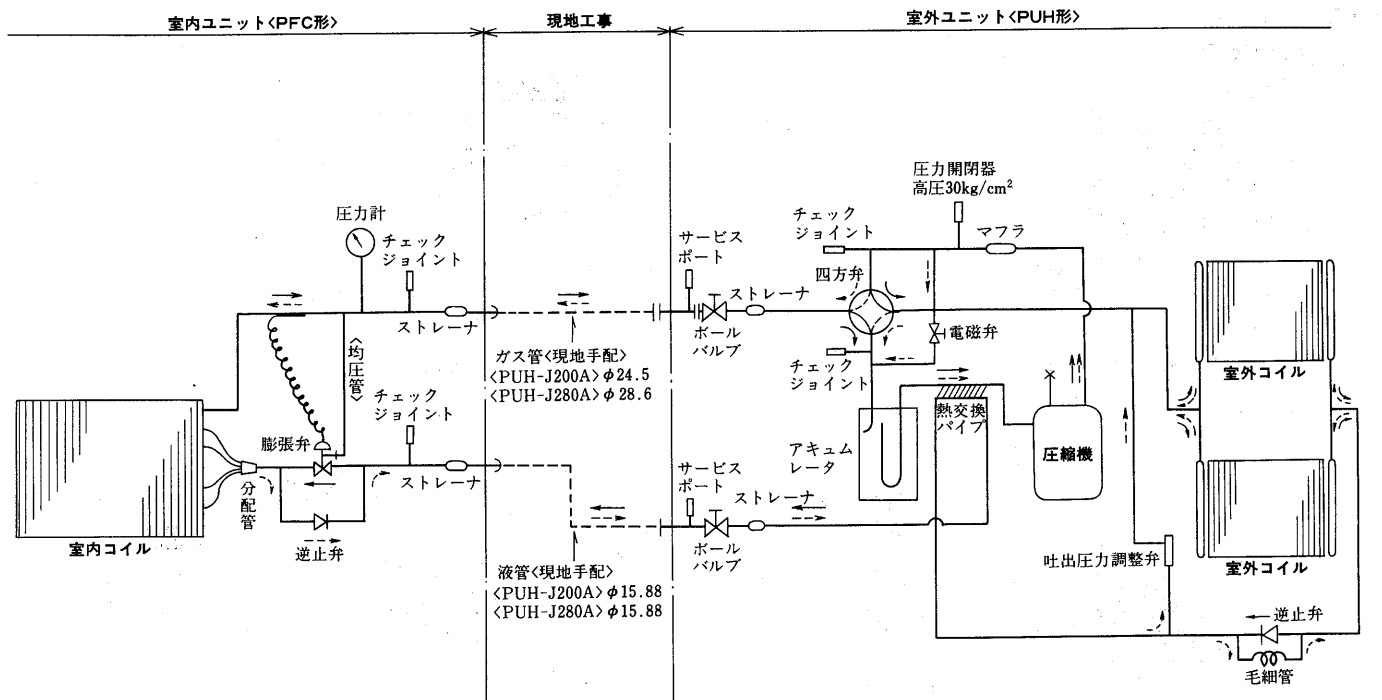 室内ユニット〈PFC形〉
現地工事
室外ユニット〈PUH形〉
圧力計
チェック
ジョイント
ストレーナ
〈均圧管〉
チェック
ジョイント
膨張弁
分配管
ストレーナ
逆止弁
室内コイル
ガス管〈現地手配〉
〈PUH-J200A〉φ24.5
〈PUH-J280A〉φ28.6
液管〈現地手配〉
〈PUH-J200A〉φ15.88
〈PUH-J280A〉φ15.88
サービス
ポート
ストレーナ
ボール
バルブ
サービス
ポート
ストレーナ
ボール
バルブ
圧力開閉器
高圧30kg/cm²
チェック
ジョイント
マフラ
四方弁
電磁弁
チェック
ジョイント
熱交換
パイプ
アキュム
レータ
圧縮機
室外コイル
室外コイル
吐出圧力調整弁
逆止弁
毛細管